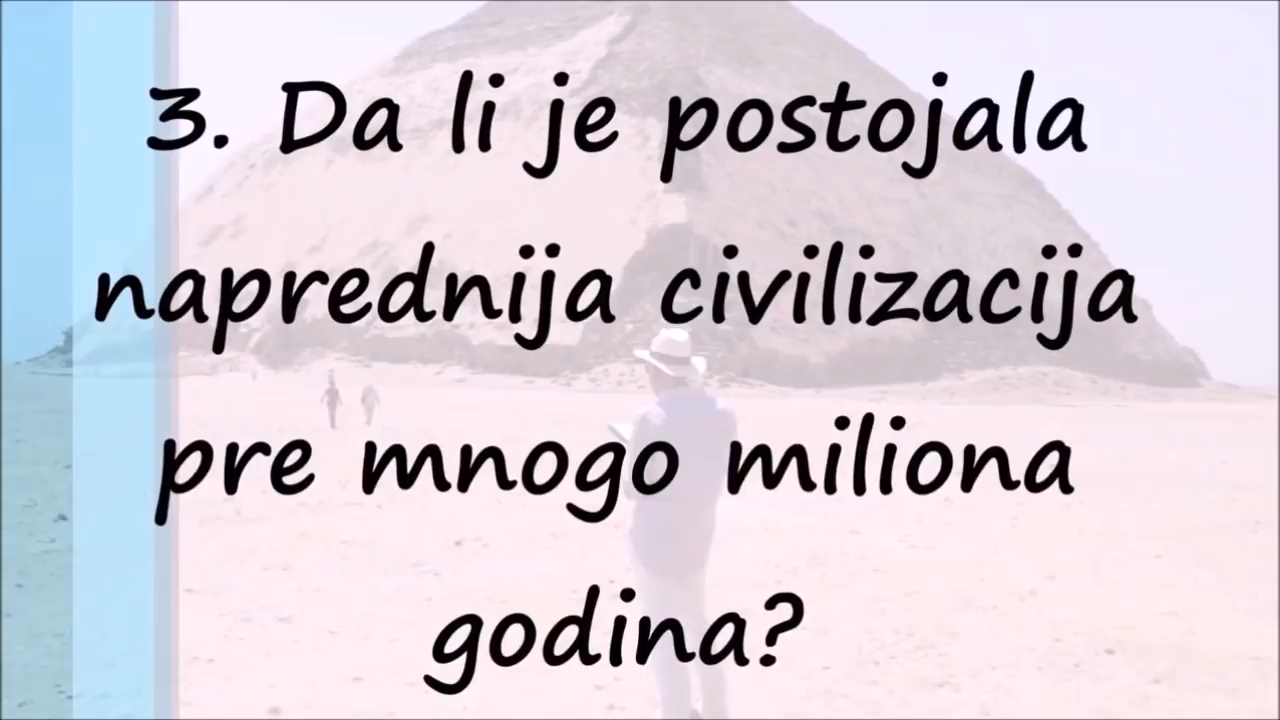 3. Da li je postojala
naprednija civilizacija
pre mnogo miliona
godina?